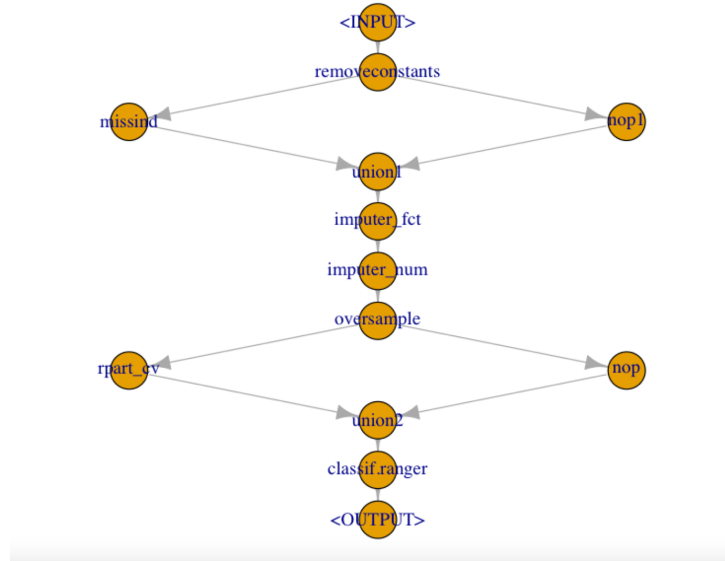 <INPUT>
removeconstants
missind
nop1
union1
imputer_fct
imputer_num
oversample
rpart_cv
nop
union2
classif.ranger
<OUTPUT>